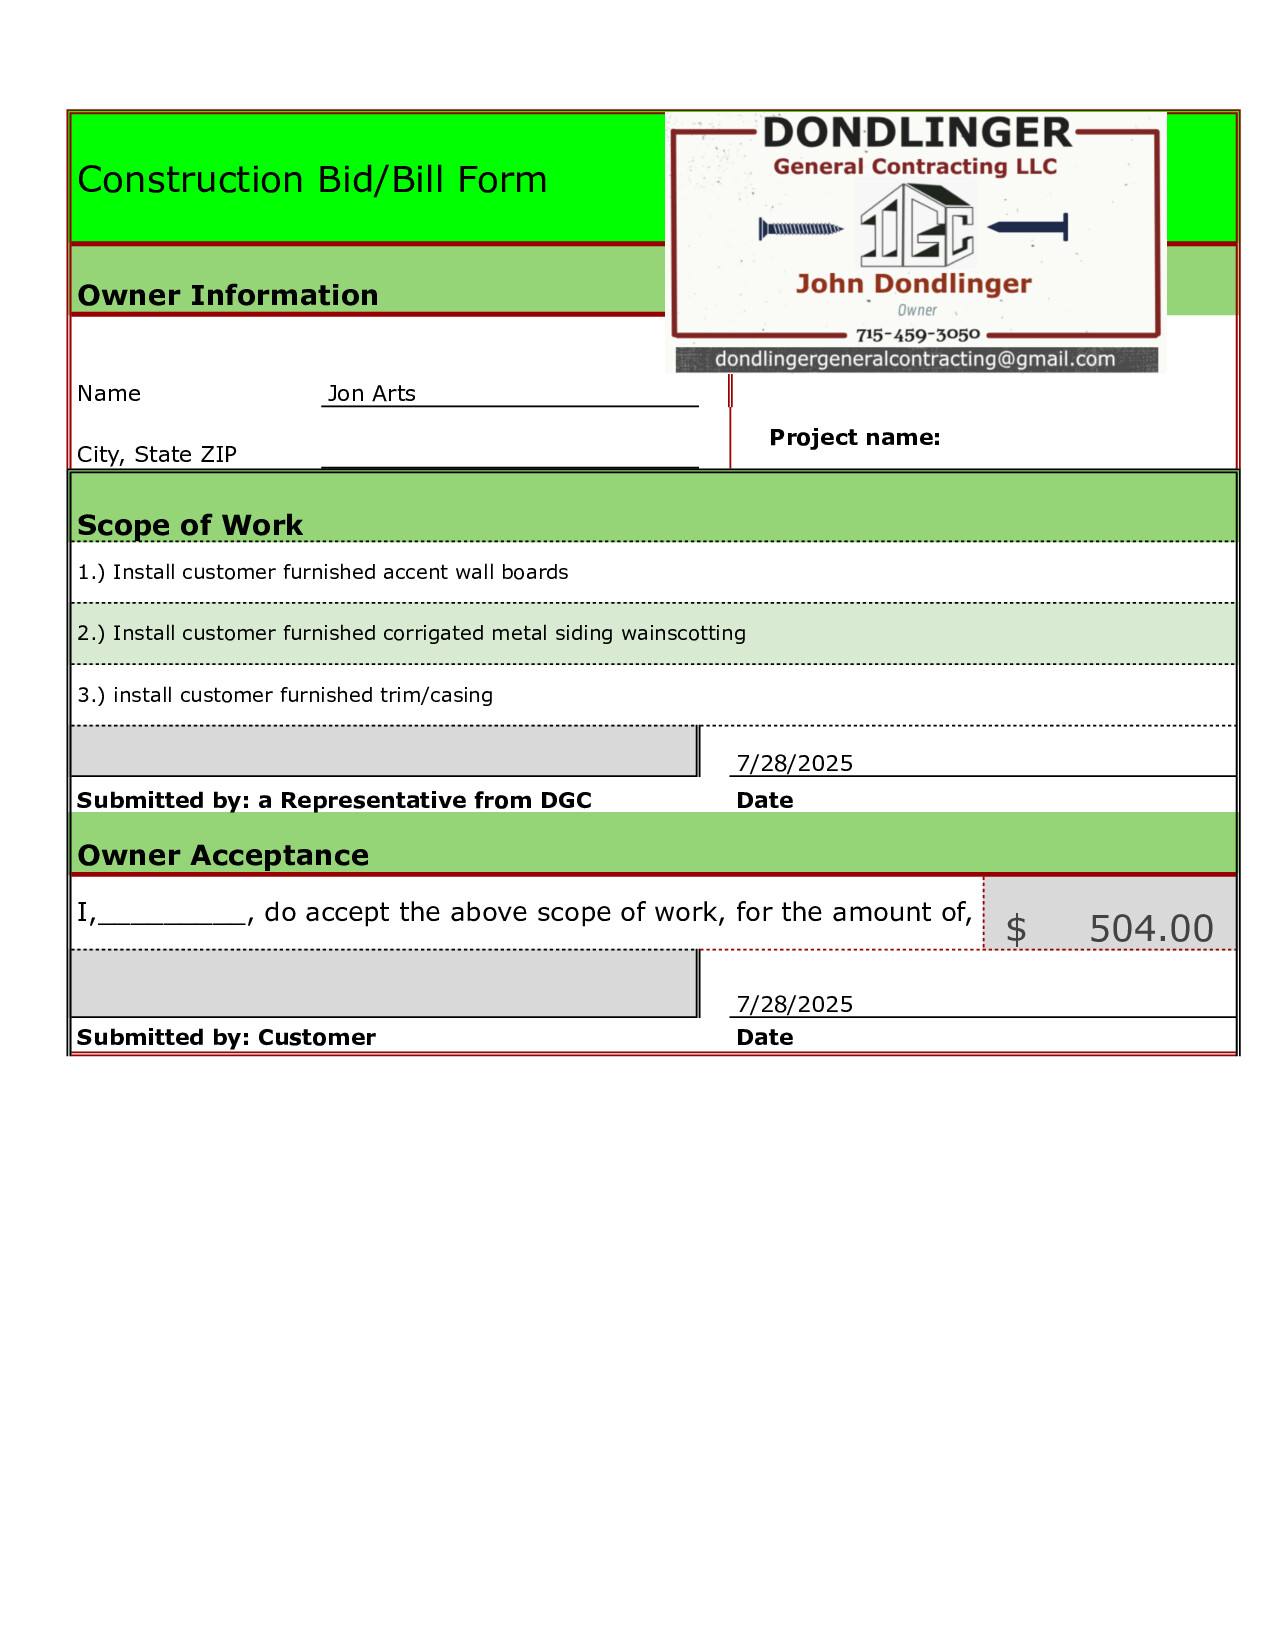 Construction Bid/Bill Form
DONDLINGER
General Contracting LLC
DGC
John Dondlinger
Owner
715-459-3050
dondlingergeneralcontracting@gmail.com
Owner Information
Name Jon Arts
Project name:
City, State ZIP
Scope of Work
1.) Install customer furnished accent wall boards
2.) Install customer furnished corrigated metal siding wainscotting
3.) install customer furnished trim/casing
7/28/2025
Submitted by: a Representative from DGC Date
Owner Acceptance
I,__________, do accept the above scope of work, for the amount of, $ 504.00
7/28/2025
Submitted by: Customer Date